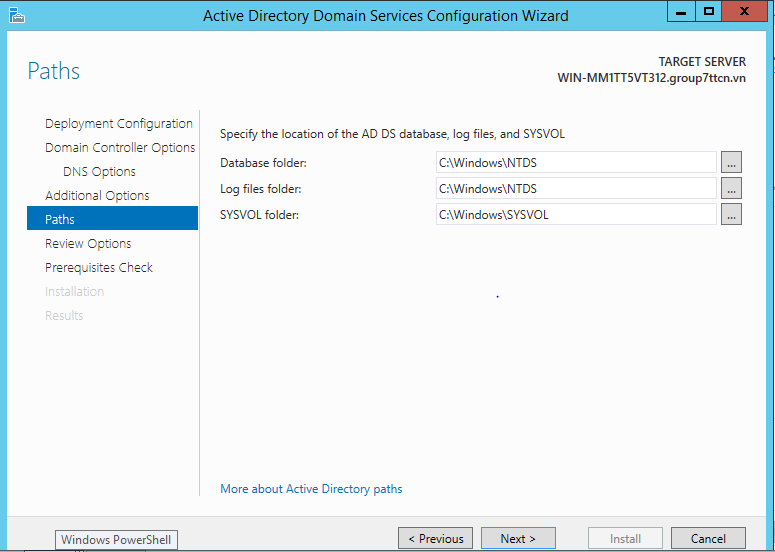 Active Directory Domain Services Configuration Wizard
Paths
TARGET SERVER
WIN-MM1TT5VT312.group7ttcn.vn
Deployment Configuration
Domain Controller Options
DNS Options
Additional Options
Paths
Review Options
Prerequisites Check
Installation
Results
Specify the location of the AD DS database, log files, and SYSVOL
Database folder: C:\Windows\NTDS ...
Log files folder: C:\Windows\NTDS ...
SYSVOL folder: C:\Windows\SYSVOL ...
More about Active Directory paths
Windows PowerShell
< Previous Next > Install Cancel